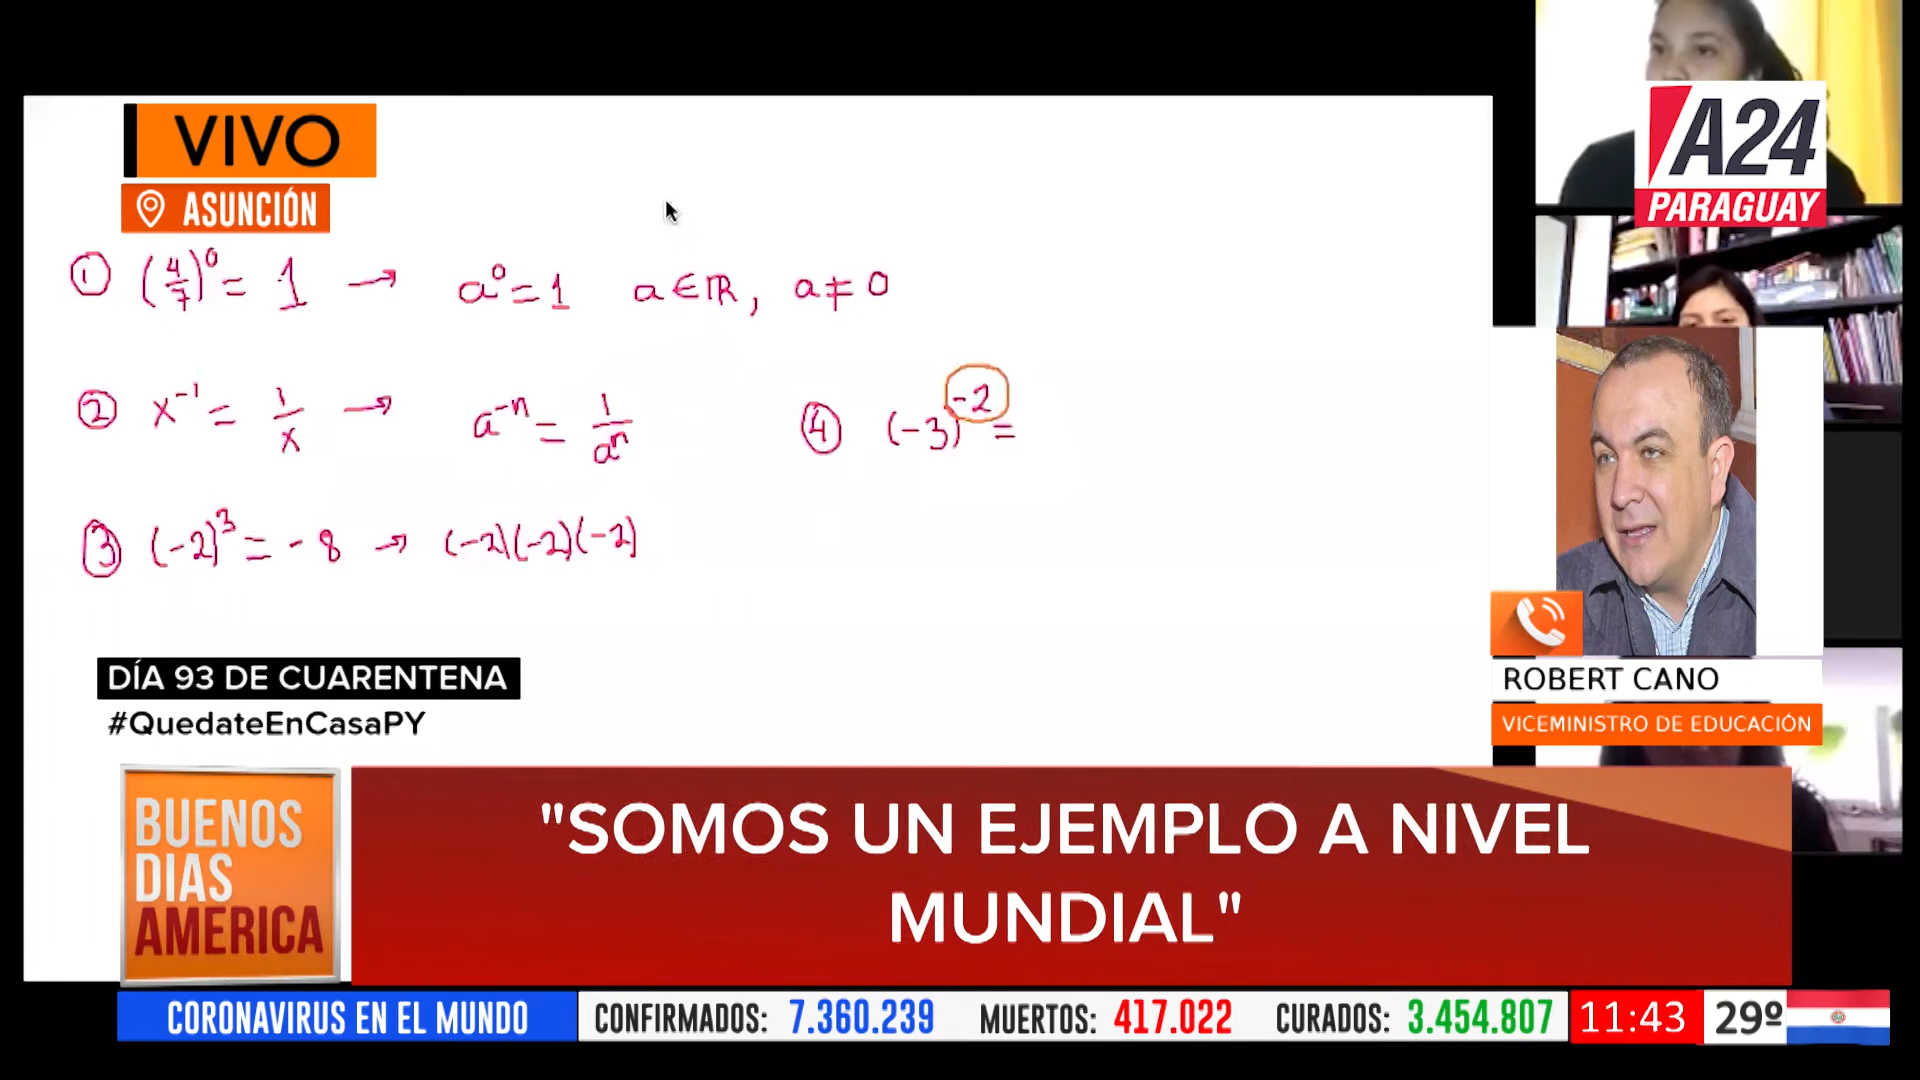 VIVO
ASUNCIÓN
A24
PARAGUAY
① (4/7)⁰ = 1 → a⁰ = 1 a ∈ ℝ, a ≠ 0
② x⁻¹ = 1/x → a⁻ⁿ = 1/aⁿ
④ (-3)⁻² =
③ (-2)³ = -8 → (-2)(-2)(-2)
DÍA 93 DE CUARENTENA
#QuedateEnCasaPY
ROBERT CANO
VICEMINISTRO DE EDUCACIÓN
BUENOS
DIAS
AMERICA
"SOMOS UN EJEMPLO A NIVEL
MUNDIAL"
CORONAVIRUS EN EL MUNDO CONFIRMADOS: 7.360.239 MUERTOS: 417.022 CURADOS: 3.454.807 11:43 29º